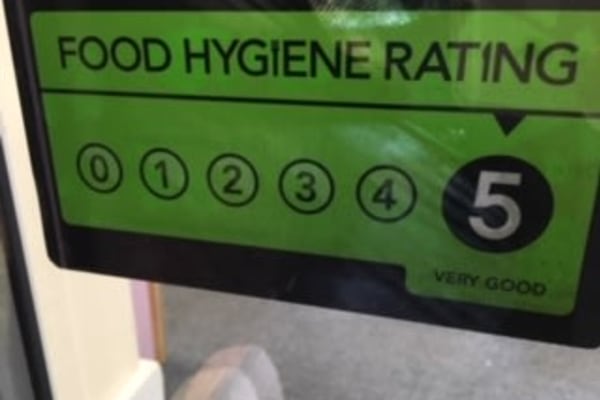 FOOD HYGIENE RATING
0 1 2 3 4 5
VERY GOOD